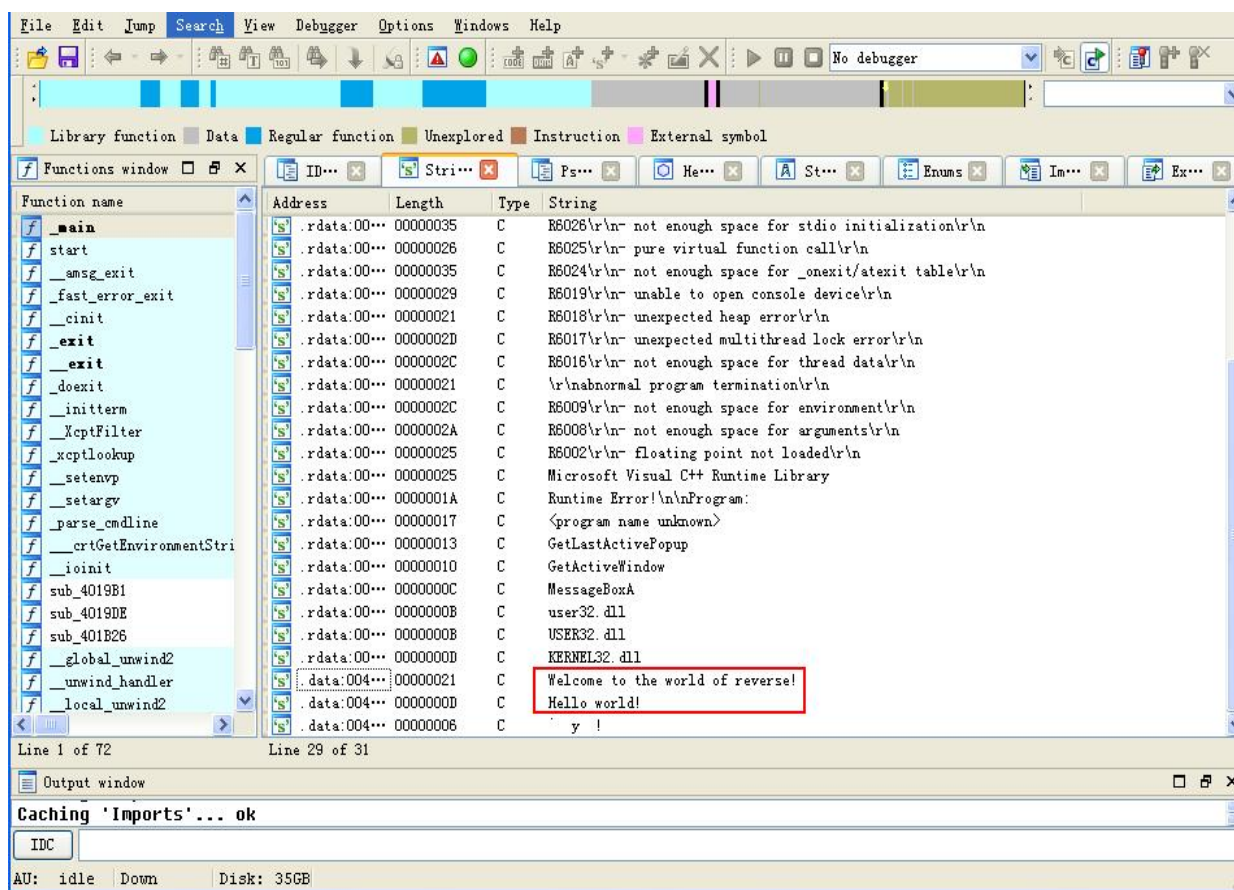 File Edit Jump Search View Debugger Options Windows Help
No debugger
Library function Data Regular function Unexplored Instruction External symbol
Functions window ID... Stri... Ps... He... St... Enums Im... Ex...
Function name Address Length Type String
_main .rdata:00... 00000035 C R6026\r\n- not enough space for stdio initialization\r\n
start .rdata:00... 00000026 C R6025\r\n- pure virtual function call\r\n
__amsg_exit .rdata:00... 00000035 C R6024\r\n- not enough space for _onexit/atexit table\r\n
_fast_error_exit .rdata:00... 00000029 C R6019\r\n- unable to open console device\r\n
__cinit .rdata:00... 00000021 C R6018\r\n- unexpected heap error\r\n
_exit .rdata:00... 0000002D C R6017\r\n- unexpected multithread lock error\r\n
__exit .rdata:00... 0000002C C R6016\r\n- not enough space for thread data\r\n
_doexit .rdata:00... 00000021 C \r\nabnormal program termination\r\n
__initterm .rdata:00... 0000002C C R6009\r\n- not enough space for environment\r\n
__XcptFilter .rdata:00... 0000002A C R6008\r\n- not enough space for arguments\r\n
_xcptlookup .rdata:00... 00000025 C R6002\r\n- floating point not loaded\r\n
__setenvp .rdata:00... 00000025 C Microsoft Visual C++ Runtime Library
__setargv .rdata:00... 0000001A C Runtime Error!\n\nProgram:
_parse_cmdline .rdata:00... 00000017 C <program name unknown>
___crtGetEnvironmentStri .rdata:00... 00000013 C GetLastActivePopup
__ioinit .rdata:00... 00000010 C GetActiveWindow
sub_4019B1 .rdata:00... 0000000C C MessageBoxA
sub_4019DE .rdata:00... 0000000B C user32.dll
sub_401B26 .rdata:00... 0000000B C USER32.dll
__global_unwind2 .rdata:00... 0000000D C KERNEL32.dll
__unwind_handler .data:004... 00000021 C Welcome to the world of reverse!
__local_unwind2 .data:004... 0000000D C Hello world!
.data:004... 00000006 C ` y !
Line 1 of 72 Line 29 of 31
Output window
Caching 'Imports'... ok
IDC
AU: idle Down Disk: 35GB